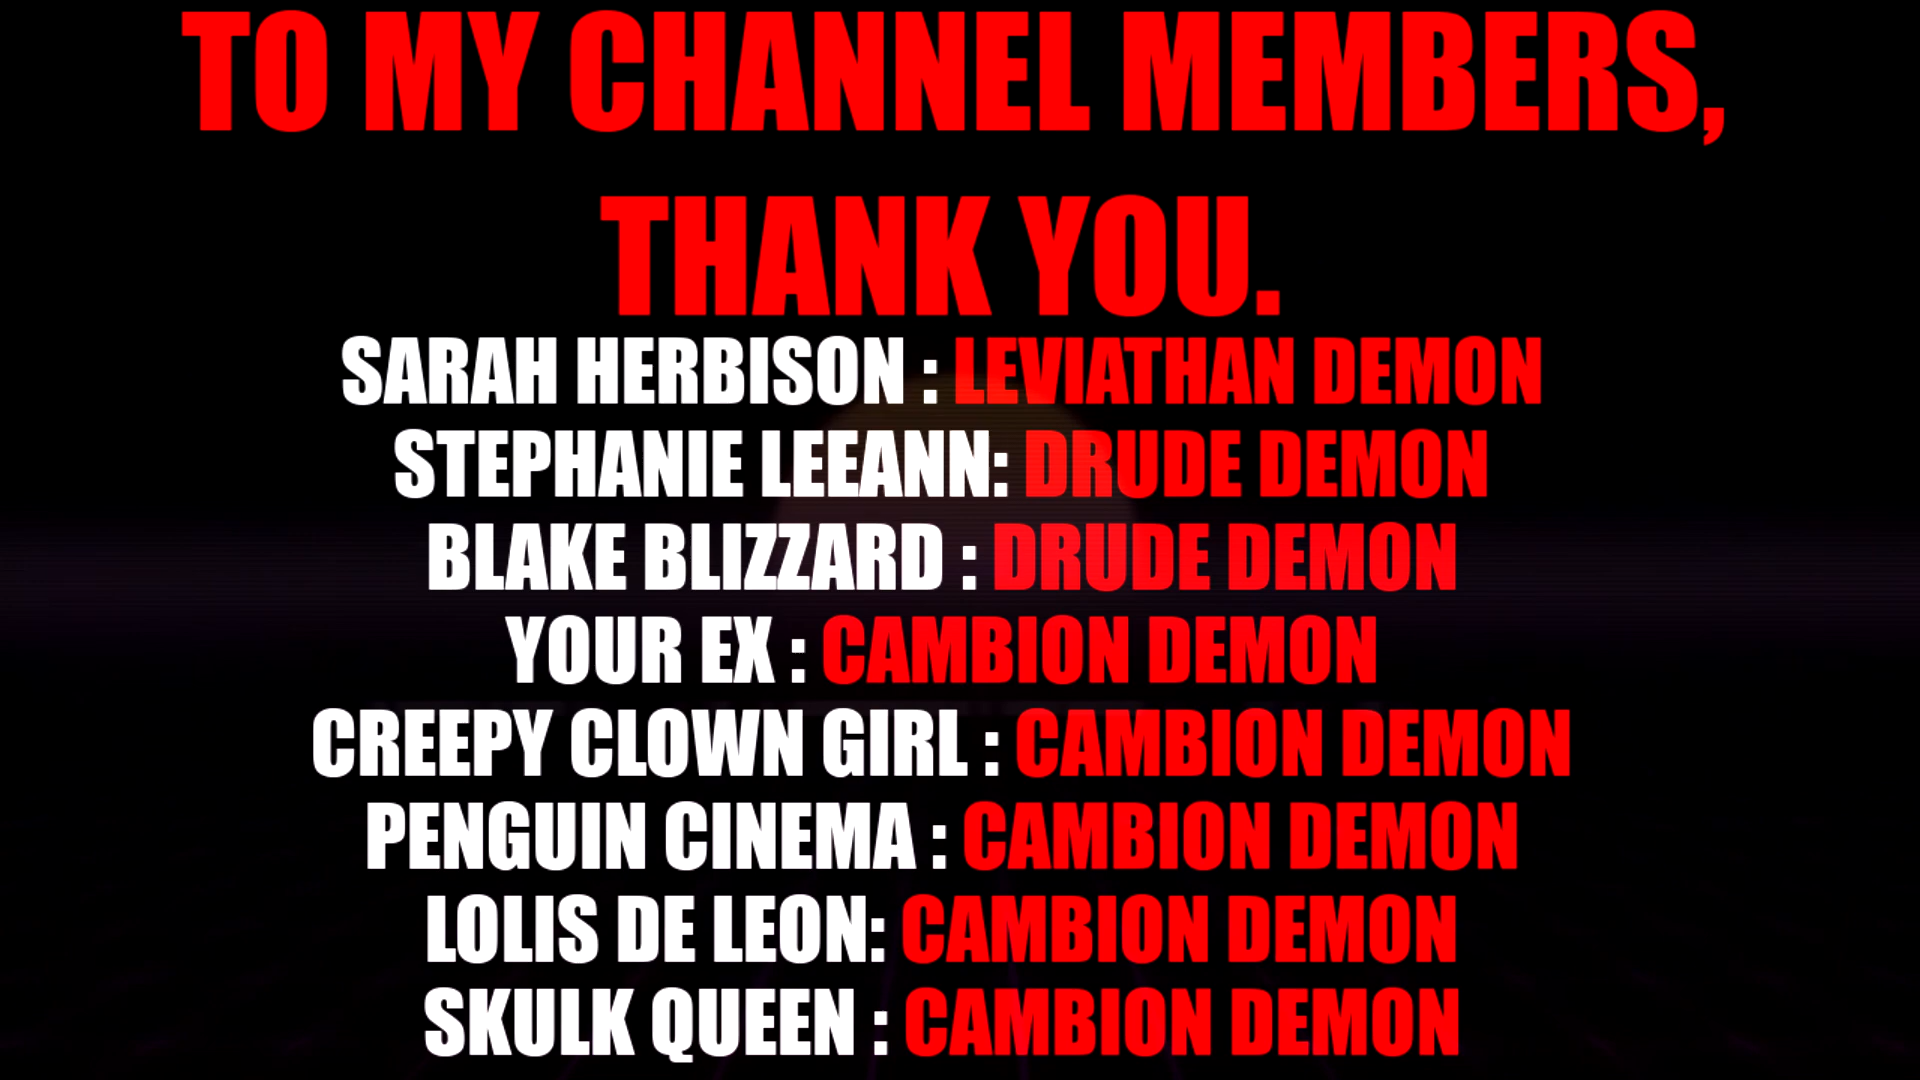 TO MY CHANNEL MEMBERS,
THANK YOU.
SARAH HERBISON : LEVIATHAN DEMON
STEPHANIE LEEANN: DRUDE DEMON
BLAKE BLIZZARD : DRUDE DEMON
YOUR EX : CAMBION DEMON
CREEPY CLOWN GIRL : CAMBION DEMON
PENGUIN CINEMA : CAMBION DEMON
LOLIS DE LEON: CAMBION DEMON
SKULK QUEEN : CAMBION DEMON